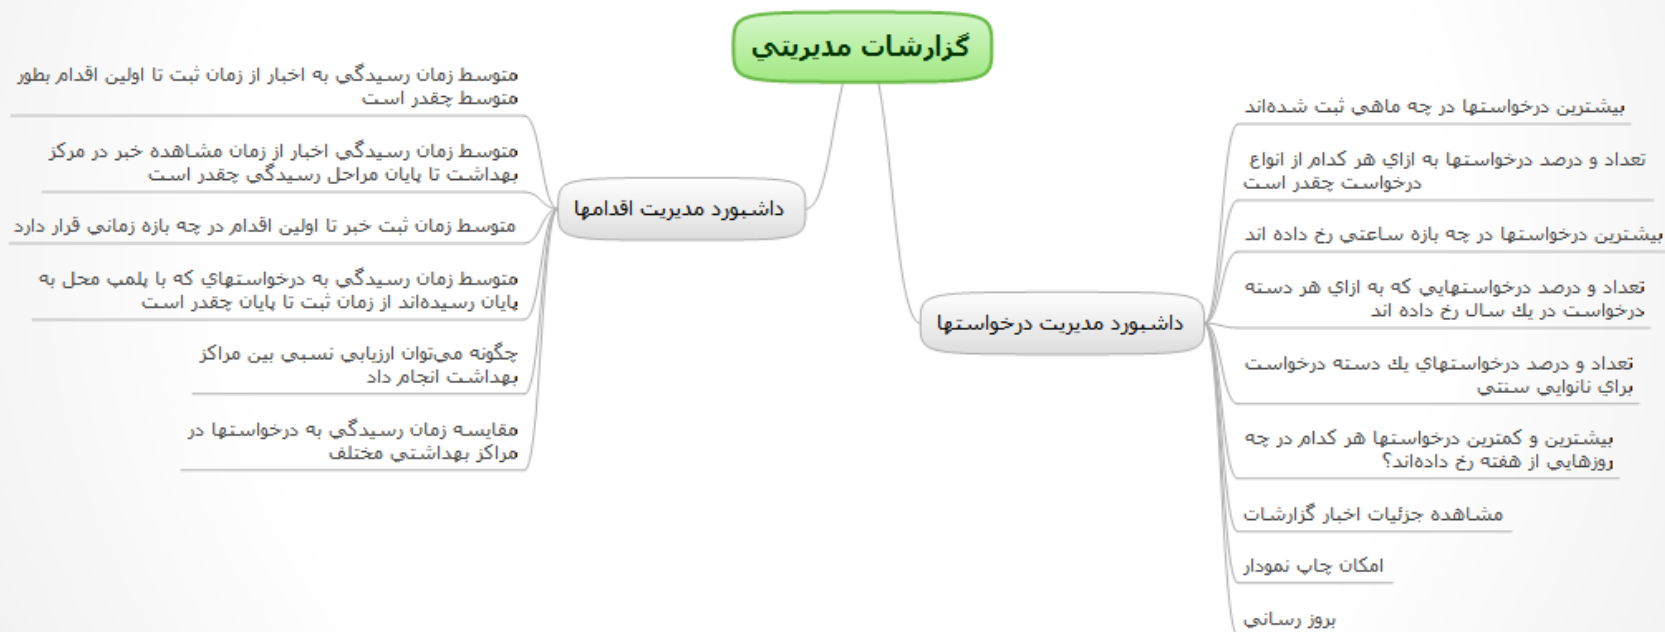 گزارشات مديريتي
داشبورد مديريت درخواستها
بيشترين درخواستها در چه ماهي ثبت شده‌اند
تعداد و درصد درخواستها به ازاي هر كدام از انواع
درخواست چقدر است
بيشترين درخواستها در چه بازه ساعتي رخ داده اند
تعداد و درصد درخواستهايي كه به ازاي هر دسته
درخواست در يك سال رخ داده اند
تعداد و درصد درخواستهاي يك دسته درخواست
براي نانوايي سنتي
بيشترين و كمترين درخواستها هر كدام در چه
روزهايي از هفته رخ داده‌اند؟
مشاهده جزئيات اخبار گزارشات
امكان چاپ نمودار
بروز رساني
داشبورد مديريت اقدامها
متوسط زمان رسيدگي به اخبار از زمان ثبت تا اولين اقدام بطور
متوسط چقدر است
متوسط زمان رسيدگي اخبار از زمان مشاهده خبر در مركز
بهداشت تا پايان مراحل رسيدگي چقدر است
متوسط زمان ثبت خبر تا اولين اقدام در چه بازه زماني قرار دارد
متوسط زمان رسيدگي به درخواستهاي كه با پلمپ محل به
پايان رسيده‌اند از زمان ثبت تا پايان چقدر است
چگونه مي‌توان ارزيابي نسبي بين مراكز
بهداشت انجام داد
مقايسه زمان رسيدگي به درخواستها در
مراكز بهداشتي مختلف